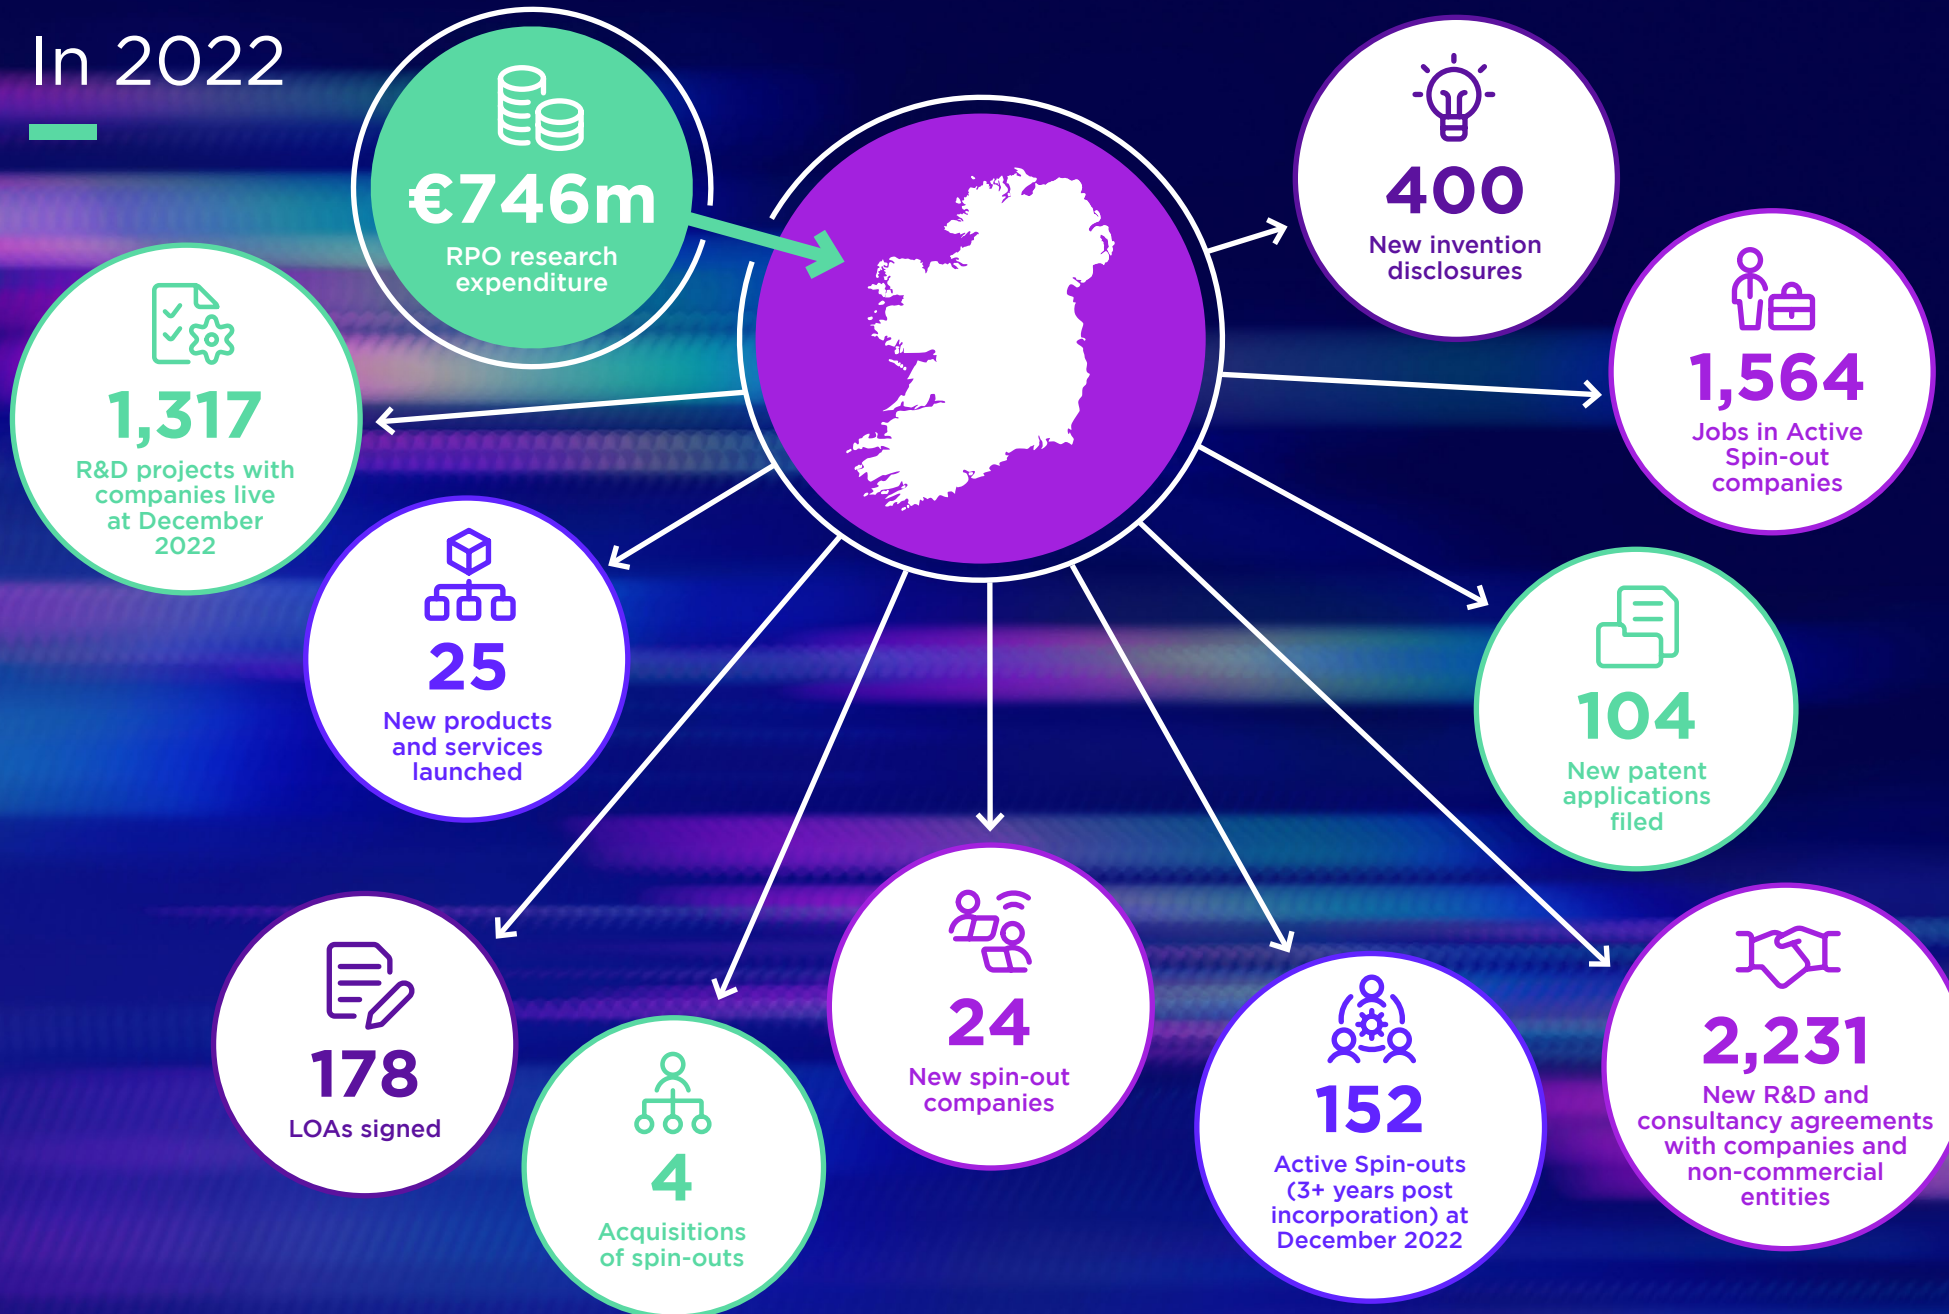 In 2022
€746m
RPO research
expenditure
400
New invention
disclosures
1,564
Jobs in Active
Spin-out
companies
1,317
R&D projects with
companies live
at December
2022
25
New products
and services
launched
104
New patent
applications
filed
178
LOAs signed
4
Acquisitions
of spin-outs
24
New spin-out
companies
152
Active Spin-outs
(3+ years post
incorporation) at
December 2022
2,231
New R&D and
consultancy agreements
with companies and
non-commercial
entities